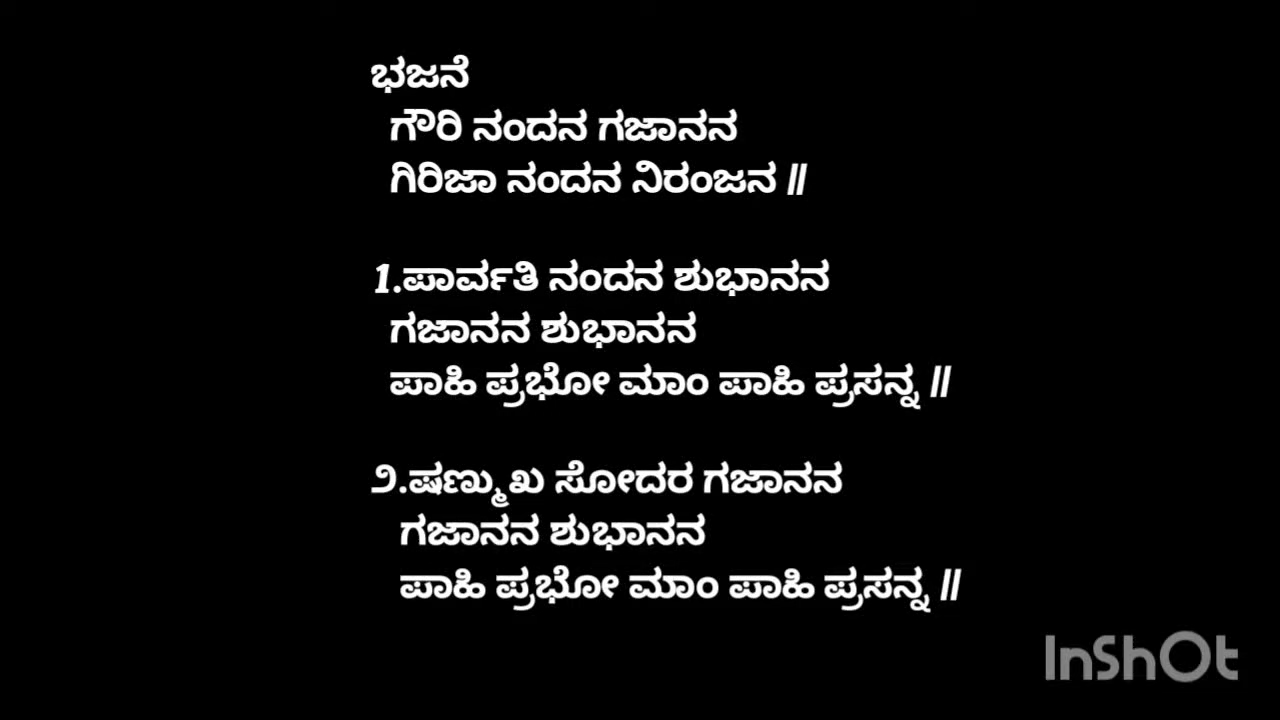 ಭಜನೆ
ಗೌರಿ ನಂದನ ಗಜಾನನ
ಗಿರಿಜಾ ನಂದನ ನಿರಂಜನ ||
1.ಪಾರ್ವತಿ ನಂದನ ಶುಭಾನನ
ಗಜಾನನ ಶುಭಾನನ
ಪಾಹಿ ಪ್ರಭೋ ಮಾಂ ಪಾಹಿ ಪ್ರಸನ್ನ ||
೨.ಷಣ್ಮುಖ ಸೋದರ ಗಜಾನನ
ಗಜಾನನ ಶುಭಾನನ
ಪಾಹಿ ಪ್ರಭೋ ಮಾಂ ಪಾಹಿ ಪ್ರಸನ್ನ ||
InShOt